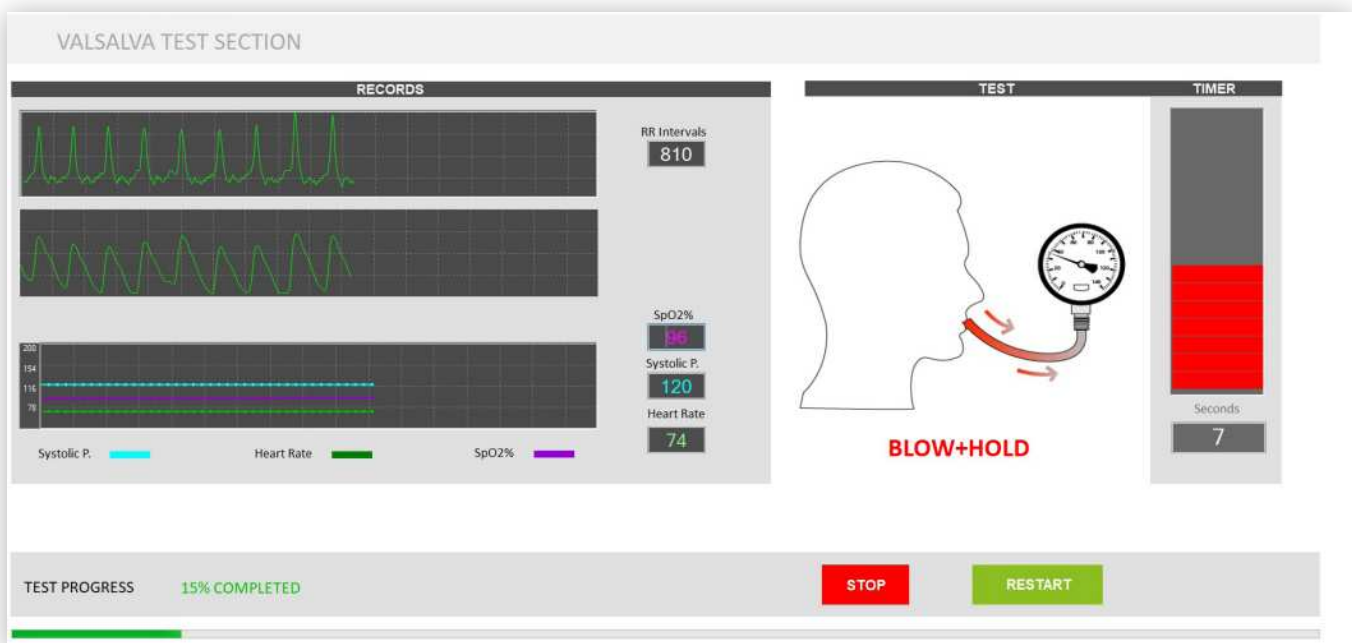 VALSALVA TEST SECTION
RECORDS
RR Intervals
810
SpO2%
96
Systolic P.
120
Heart Rate
74
200
154
116
78
Systolic P.
Heart Rate
SpO2%
TEST
BLOW+HOLD
TIMER
Seconds
7
TEST PROGRESS 15% COMPLETED
STOP
RESTART